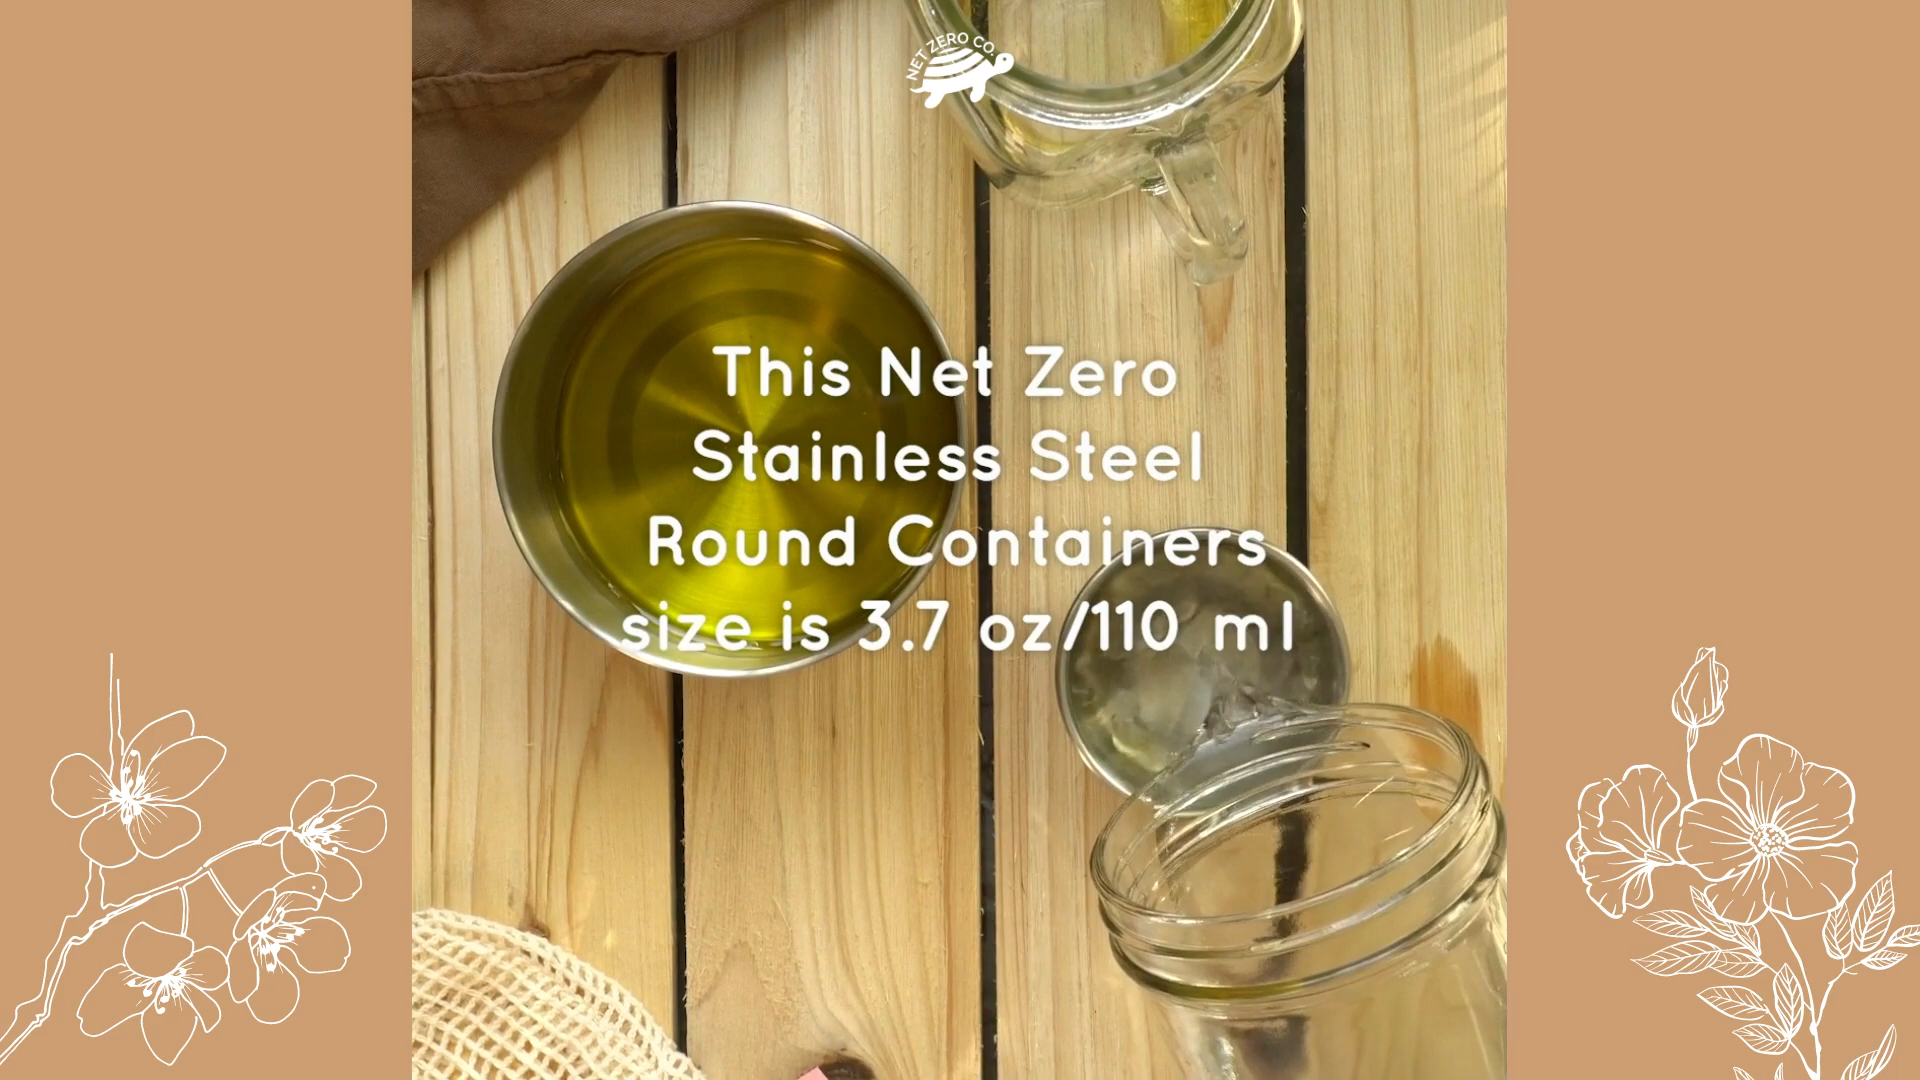 NET ZERO CO.
This Net Zero
Stainless Steel
Round Containers
size is 3.7 oz/110 ml